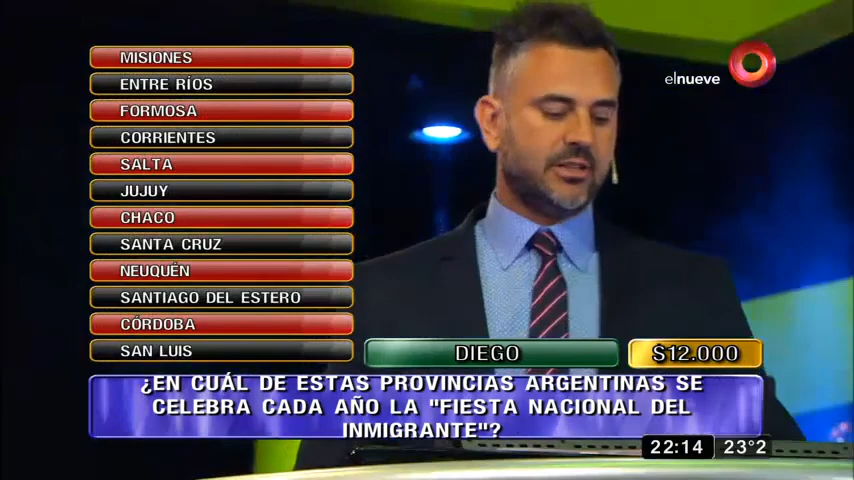 MISIONES
ENTRE RÍOS
FORMOSA
CORRIENTES
SALTA
JUJUY
CHACO
SANTA CRUZ
NEUQUÉN
SANTIAGO DEL ESTERO
CÓRDOBA
SAN LUIS
elnueve
DIEGO
$12.000
¿EN CUÁL DE ESTAS PROVINCIAS ARGENTINAS SE
CELEBRA CADA AÑO LA "FIESTA NACIONAL DEL
INMIGRANTE"?
22:14 23°2